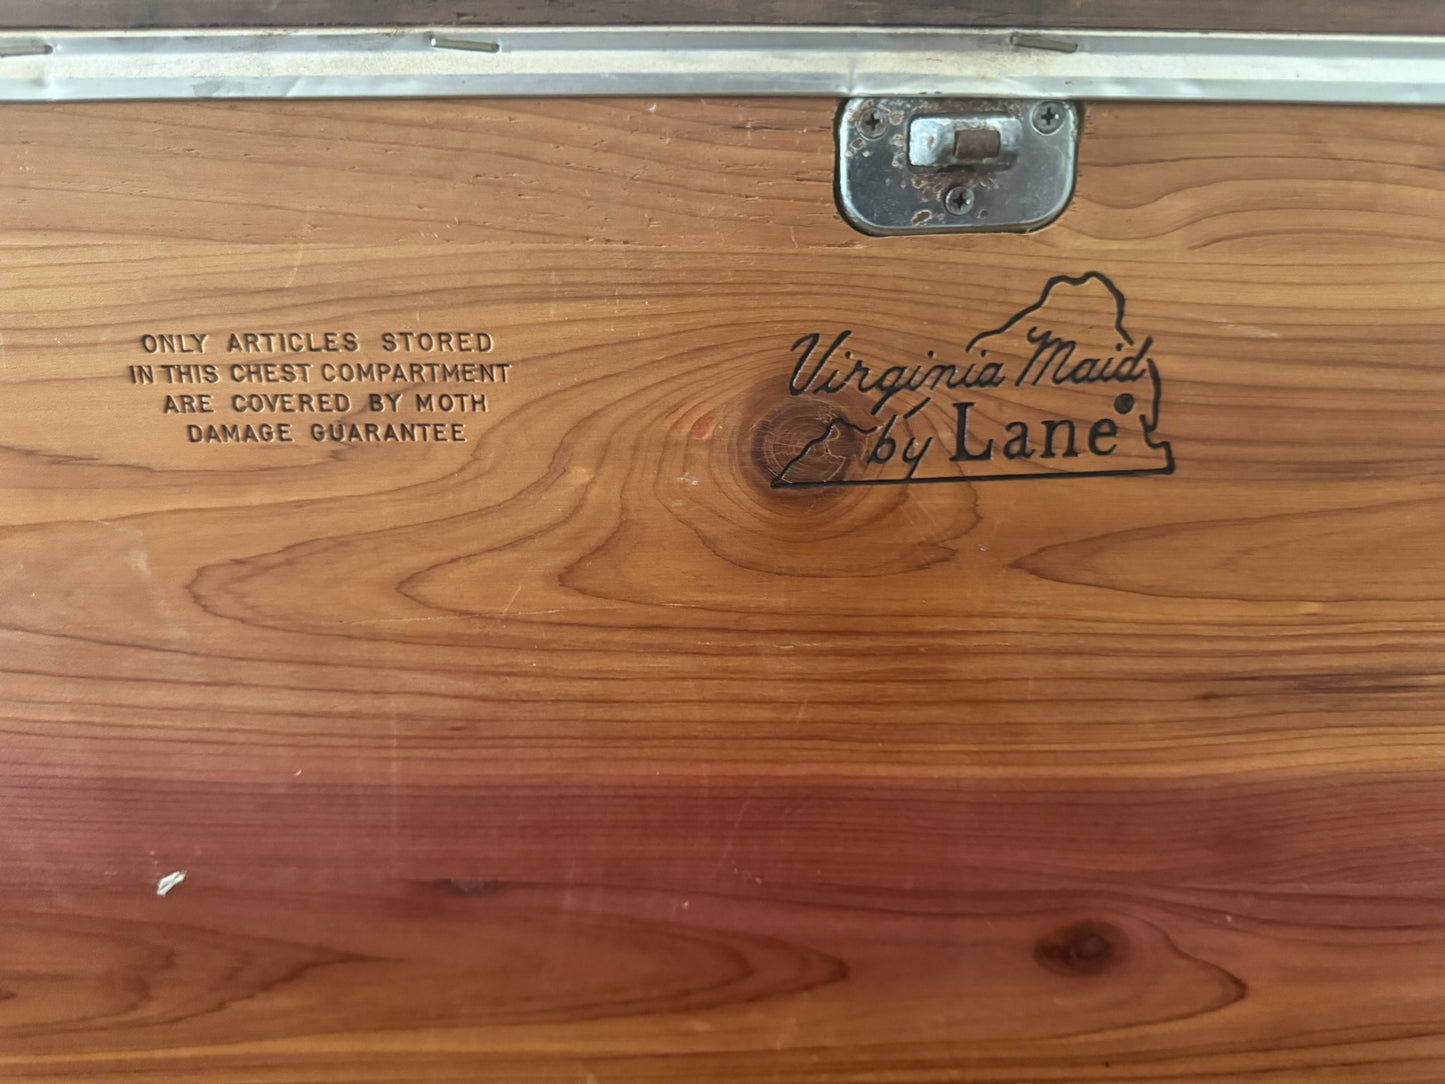 ONLY ARTICLES STORED
IN THIS CHEST COMPARTMENT
ARE COVERED BY MOTH
DAMAGE GUARANTEE
Virginia Maid
by Lane